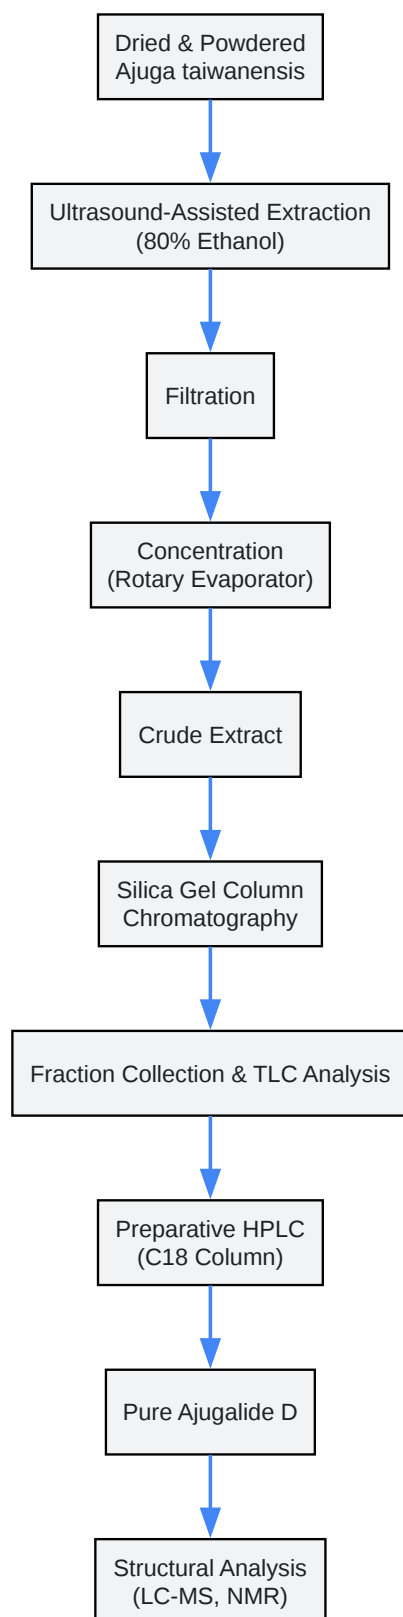 Dried & Powdered
Ajuga taiwanensis
Ultrasound-Assisted Extraction
(80% Ethanol)
Filtration
Concentration
(Rotary Evaporator)
Crude Extract
Silica Gel Column
Chromatography
Fraction Collection & TLC Analysis
Preparative HPLC
(C18 Column)
Pure Ajugalide D
Structural Analysis
(LC-MS, NMR)